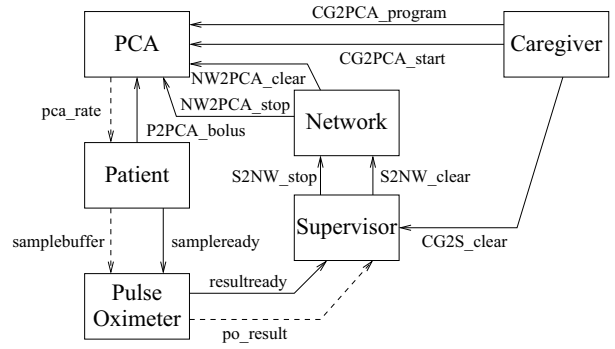 CG2PCA_program
PCA
Caregiver
CG2PCA_start
NW2PCA_clear
NW2PCA_stop
pca_rate
Network
P2PCA_bolus
Patient
S2NW_stop
S2NW_clear
Supervisor
samplebuffer
sampleready
CG2S_clear
Pulse
Oximeter
resultready
po_result